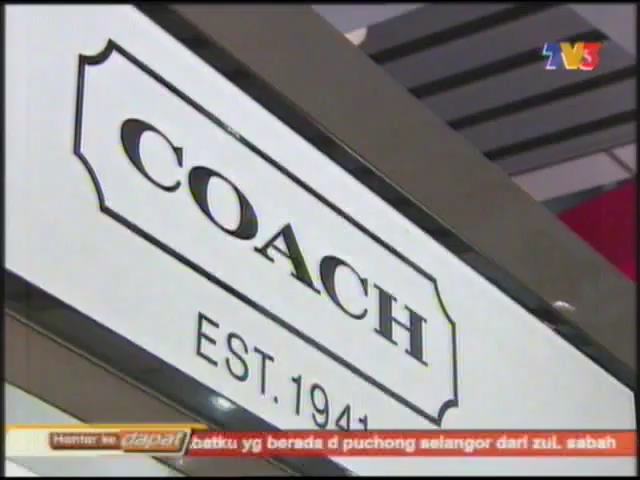 TV3
COACH
EST. 1941
Hantar ke dapat batku yg berada d puchong selangor dari zul. sabah